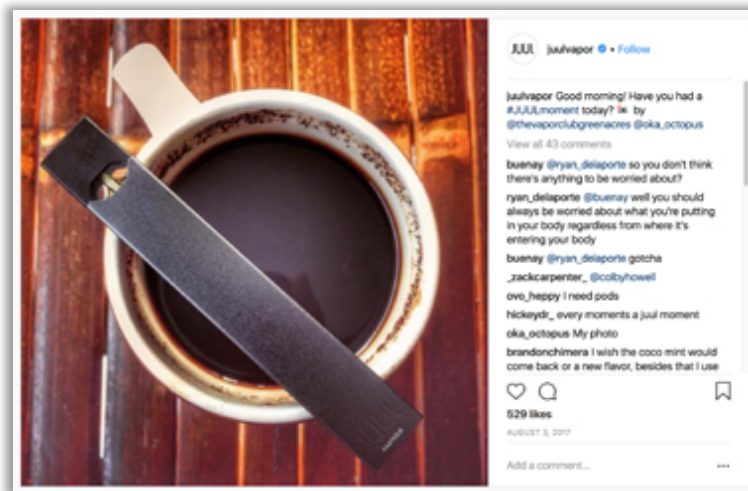 JUUL
juulvapor • Follow
juulvapor Good morning! Have you had a
#JUULmoment today? by
@thevaporclubgreenacres @oka_octopus
View all 43 comments
buenay @ryan_delaporte so you don't think
there's anything to be worried about?
ryan_delaporte @buenay well you should
always be worried about what you're putting
in your body regardless from where it's
entering your body
buenay @ryan_delaporte gotcha
_zackcarpenter_ @colbyhowell
ovo_heppy I need pods
hickeydr_ every moments a juul moment
oka_octopus My photo
brandonchimera I wish the coco mint would
come back or a new flavor, besides that I use
529 likes
AUGUST 3, 2017
Add a comment...
JUUL